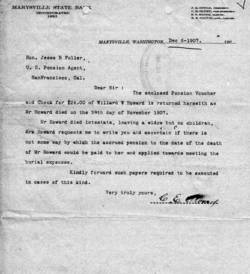 MARYSVILLE STATE BANK
INCORPORATED
MARYSVILLE, WASHINGTON, Dec 6-1907.
Hon. Jesse B Fuller,
U. S. Pension Agent,
SanFrancisco, Cal.
Dear Sir: The enclosed Pension Voucher
and Check for $24.00 of Willard W Howard is returned herewith as
Mr Howard died on the 29th day of November 1907.
Mr Howard died intestate, leaving a widow but no children,
Mrs Howard requests me to write you and ascertain if there is
not some way by which the accrued pension to the date of the death
of Mr Howard could be paid to her and applied towards meeting the
burial expenses.
Kindly forward such papers required to be executed
in cases of this kind.
Very truly yours,
C. E.